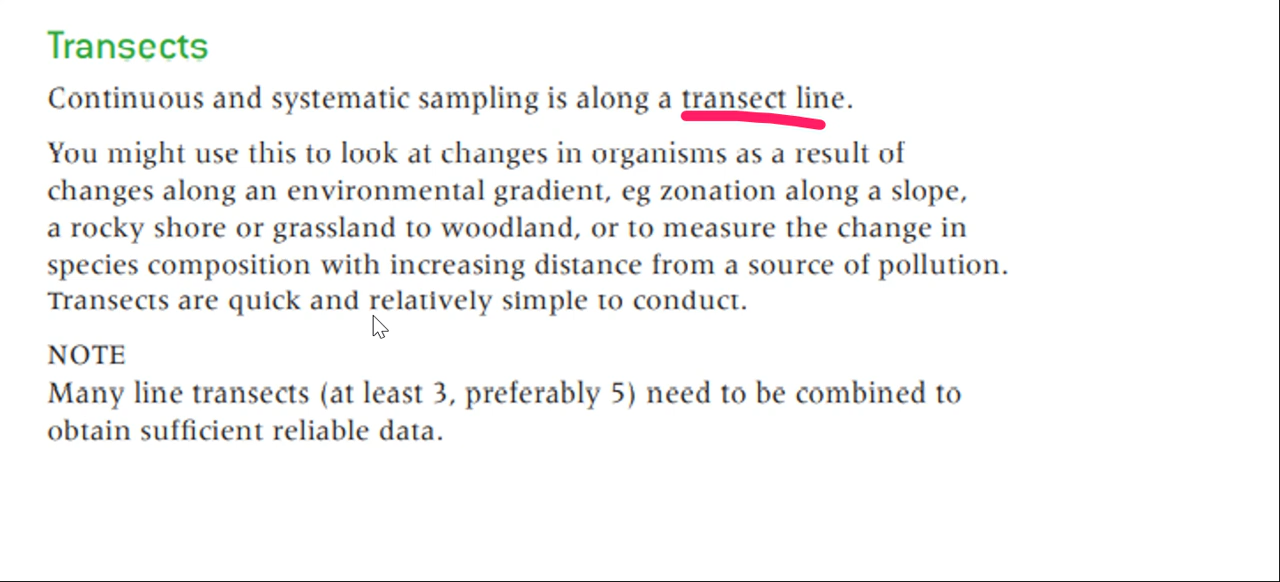 Transects
Continuous and systematic sampling is along a transect line.
You might use this to look at changes in organisms as a result of
changes along an environmental gradient, eg zonation along a slope,
a rocky shore or grassland to woodland, or to measure the change in
species composition with increasing distance from a source of pollution.
Transects are quick and relatively simple to conduct.
NOTE
Many line transects (at least 3, preferably 5) need to be combined to
obtain sufficient reliable data.